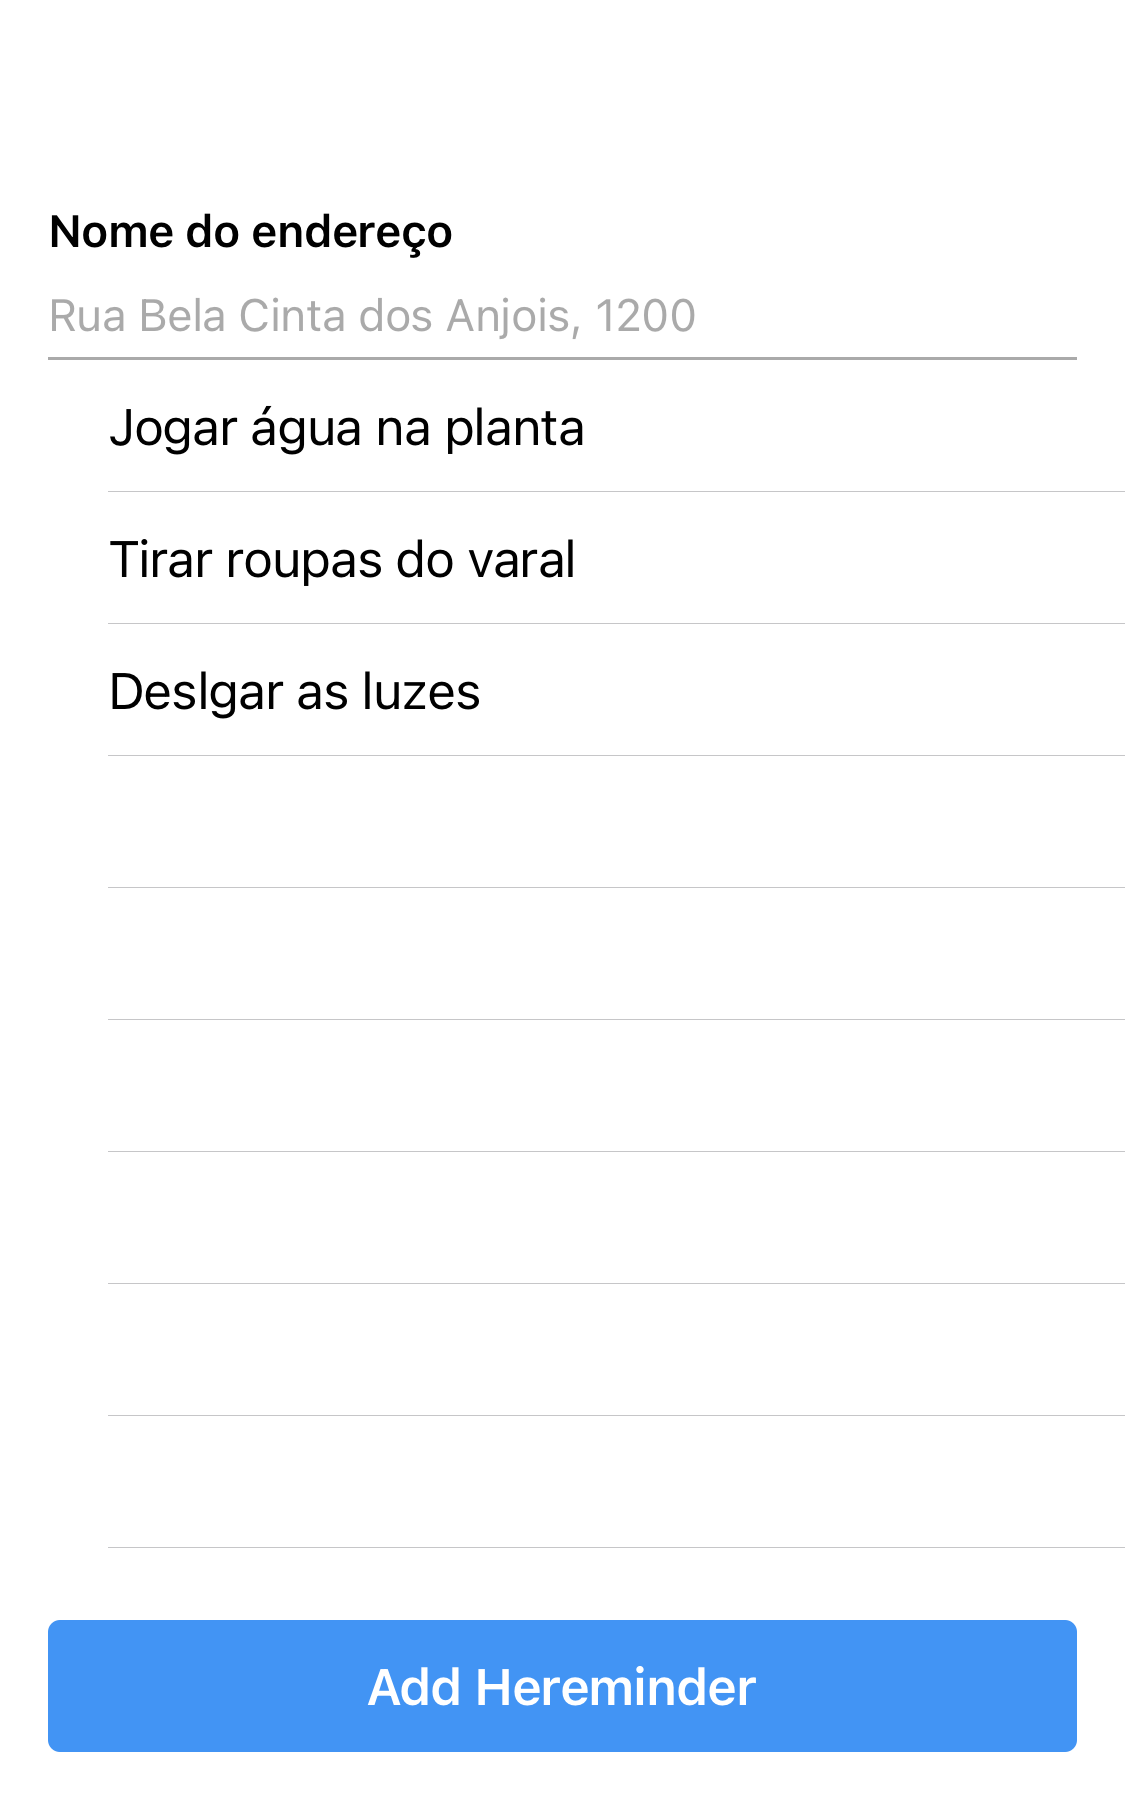 Nome do endereço
Rua Bela Cinta dos Anjois, 1200
Jogar água na planta
Tirar roupas do varal
Deslgar as luzes
Add Hereminder